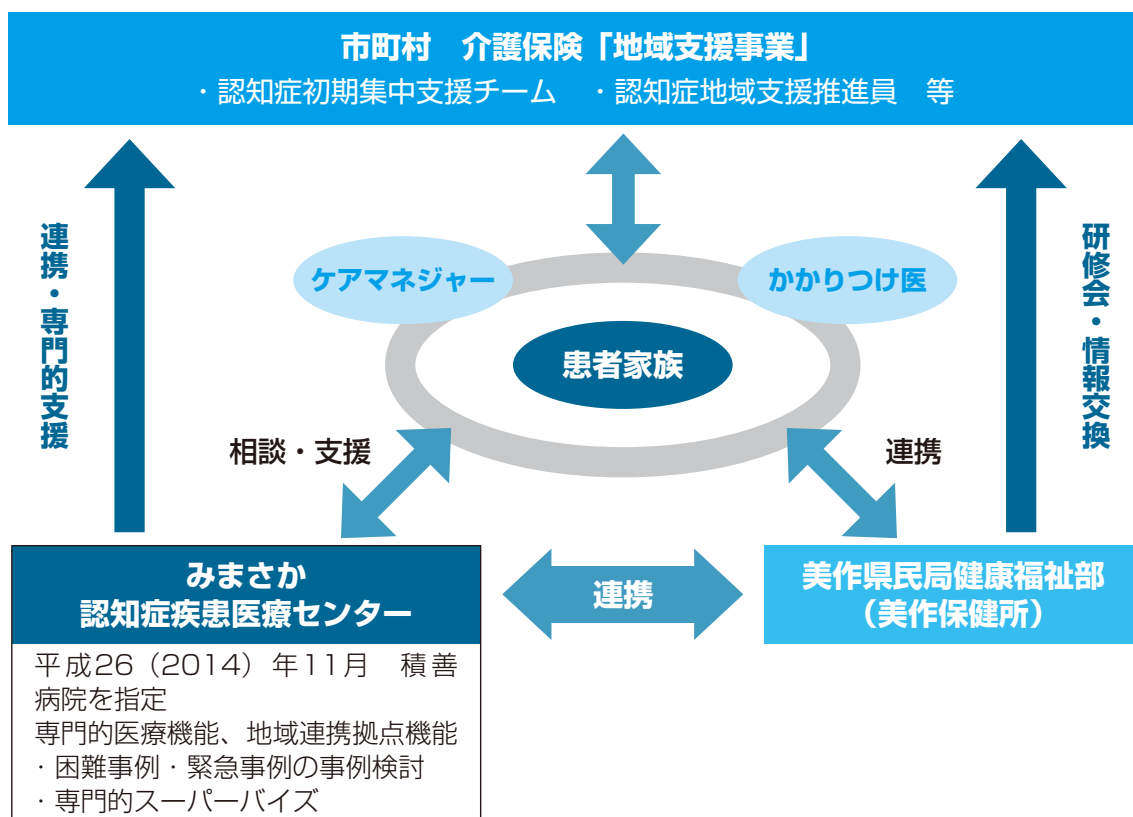 市町村　介護保険「地域支援事業」
・認知症初期集中支援チーム　・認知症地域支援推進員　等
連携・専門的支援
研修会・情報交換
ケアマネジャー
かかりつけ医
患者家族
相談・支援
連携
みまさか
認知症疾患医療センター
連携
美作県民局健康福祉部
（美作保健所）
平成26（2014）年11月　積善
病院を指定
専門的医療機能、地域連携拠点機能
・困難事例・緊急事例の事例検討
・専門的スーパーバイズ